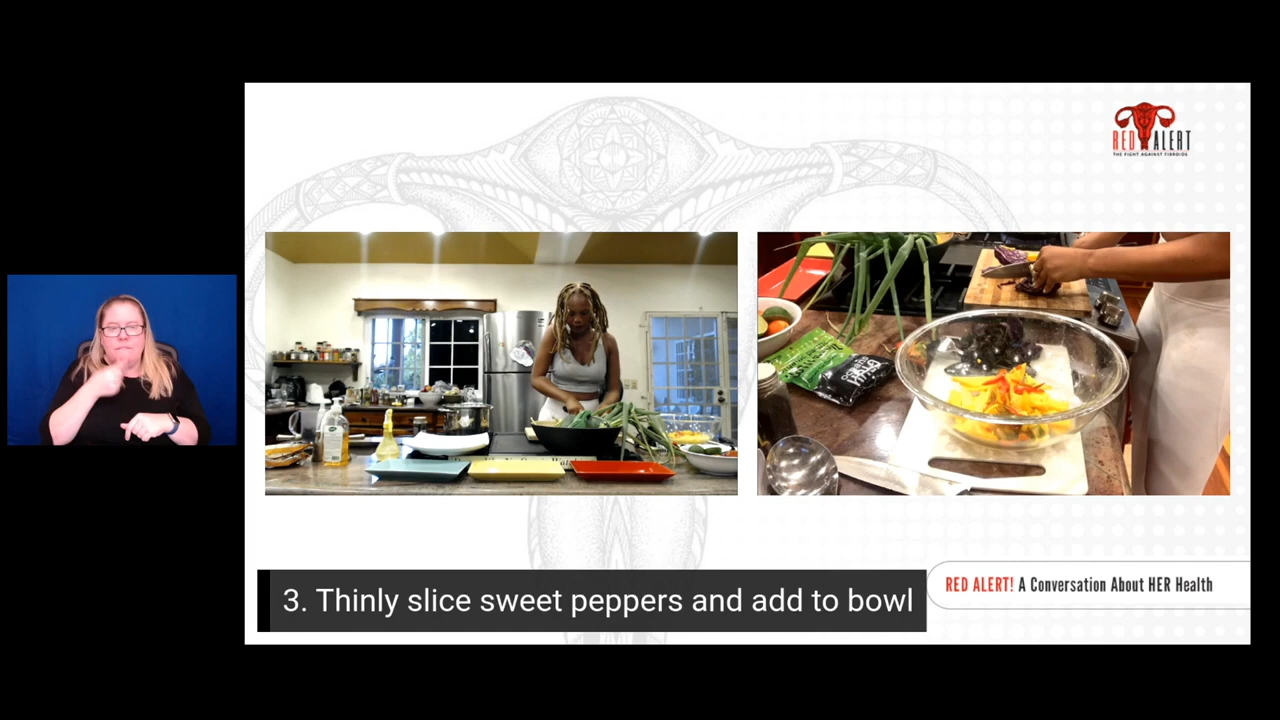 RED ALERT
THE FIGHT AGAINST FIBROIDS
3. Thinly slice sweet peppers and add to bowl
RED ALERT! A Conversation About HER Health